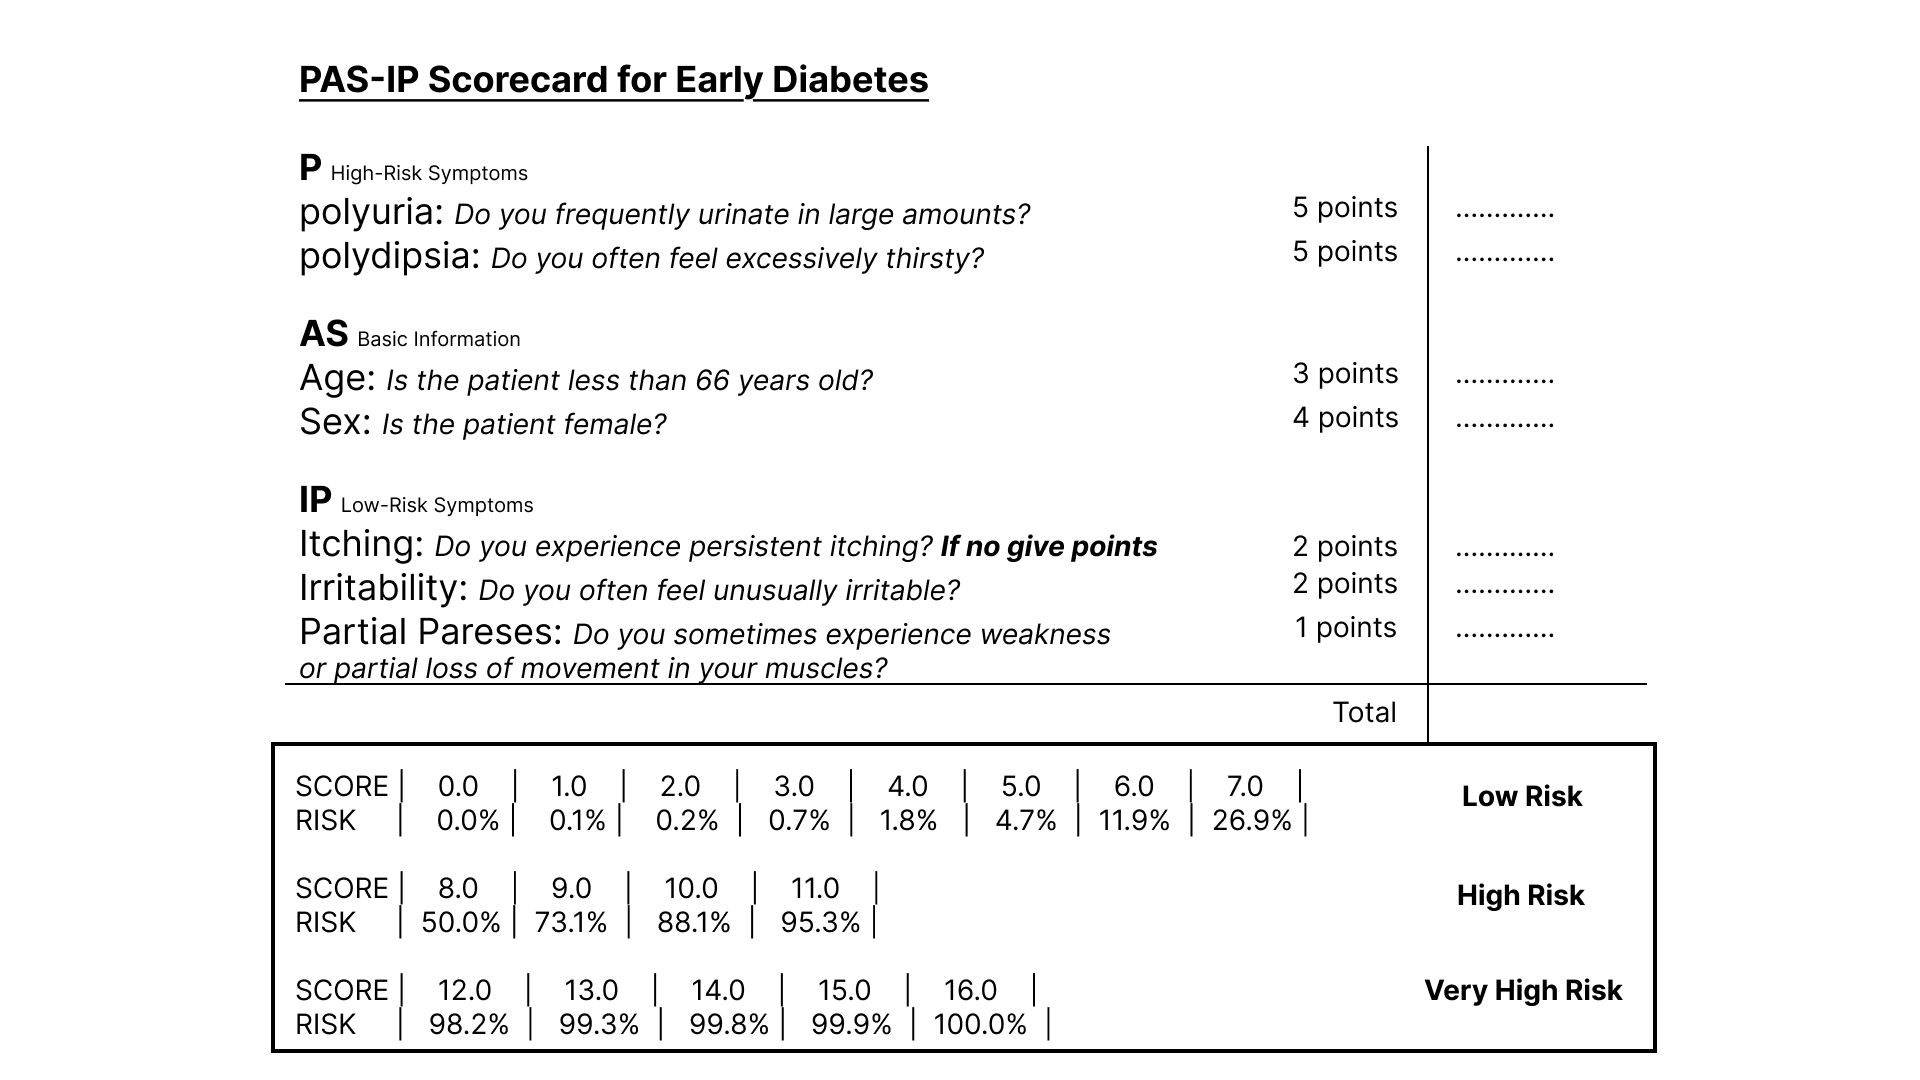 PAS-IP Scorecard for Early Diabetes
P High-Risk Symptoms
polyuria: Do you frequently urinate in large amounts? 5 points .............
polydipsia: Do you often feel excessively thirsty? 5 points .............
AS Basic Information
Age: Is the patient less than 66 years old? 3 points .............
Sex: Is the patient female? 4 points .............
IP Low-Risk Symptoms
Itching: Do you experience persistent itching? If no give points 2 points .............
Irritability: Do you often feel unusually irritable? 2 points .............
Partial Pareses: Do you sometimes experience weakness 1 points .............
or partial loss of movement in your muscles?
Total
SCORE | 0.0 | 1.0 | 2.0 | 3.0 | 4.0 | 5.0 | 6.0 | 7.0 |
RISK | 0.0% | 0.1% | 0.2% | 0.7% | 1.8% | 4.7% | 11.9% | 26.9% |
Low Risk
SCORE | 8.0 | 9.0 | 10.0 | 11.0 |
RISK | 50.0% | 73.1% | 88.1% | 95.3% |
High Risk
SCORE | 12.0 | 13.0 | 14.0 | 15.0 | 16.0 |
RISK | 98.2% | 99.3% | 99.8% | 99.9% | 100.0% |
Very High Risk